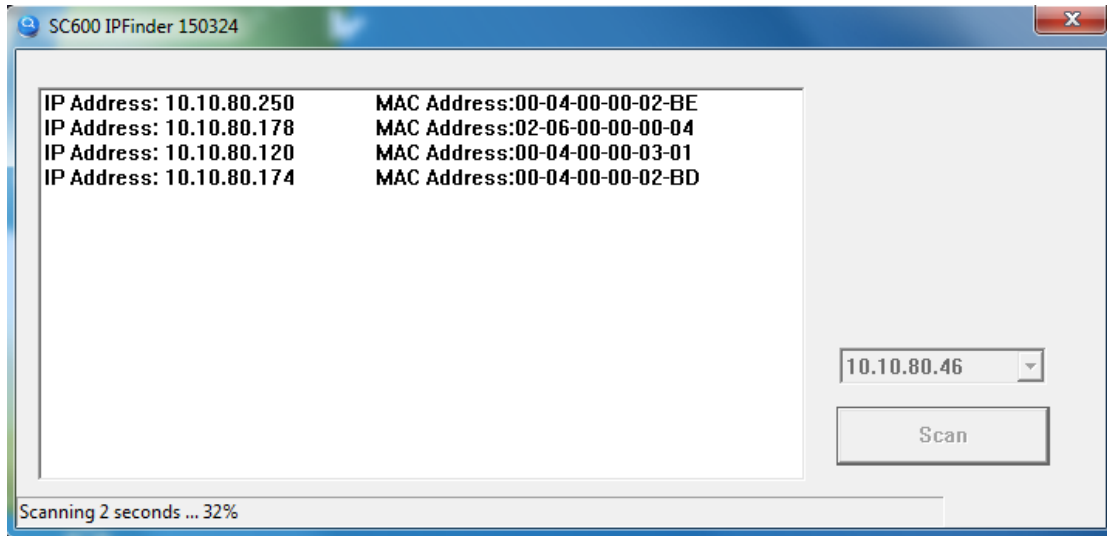 SC600 IPFinder 150324
x
IP Address: 10.10.80.250 MAC Address:00-04-00-00-02-BE
IP Address: 10.10.80.178 MAC Address:02-06-00-00-00-04
IP Address: 10.10.80.120 MAC Address:00-04-00-00-03-01
IP Address: 10.10.80.174 MAC Address:00-04-00-00-02-BD
10.10.80.46
Scan
Scanning 2 seconds ... 32%